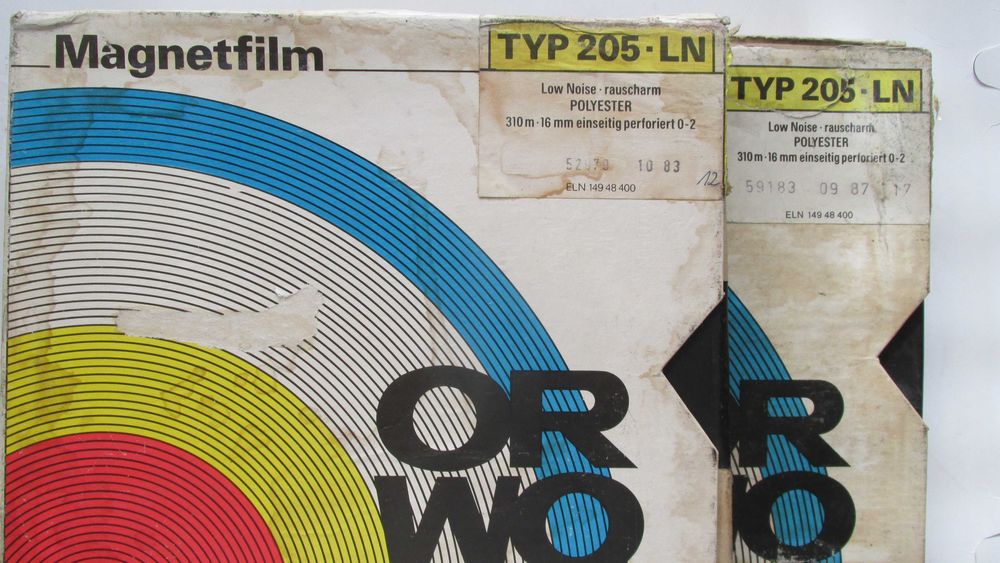 Magnetfilm
TYP 205·LN
Low Noise · rauscharm
POLYESTER
310 m · 16 mm einseitig perforiert 0-2
10 83
12
ELN 149 48 400
OR
WO
TYP 205·LN
Low Noise · rauscharm
POLYESTER
310 m · 16 mm einseitig perforiert 0-2
59183 09 87 17
ELN 149 48 400
R
O